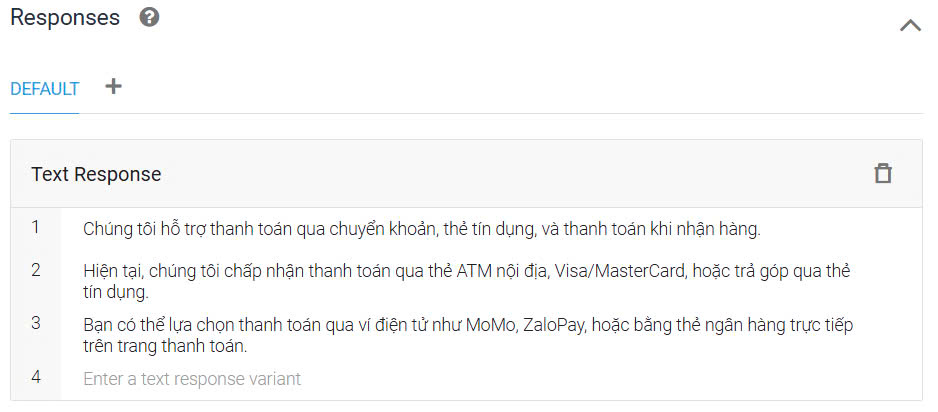 Responses
DEFAULT
Text Response
1 Chúng tôi hỗ trợ thanh toán qua chuyển khoản, thẻ tín dụng, và thanh toán khi nhận hàng.
2 Hiện tại, chúng tôi chấp nhận thanh toán qua thẻ ATM nội địa, Visa/MasterCard, hoặc trả góp qua thẻ
tín dụng.
3 Bạn có thể lựa chọn thanh toán qua ví điện tử như MoMo, ZaloPay, hoặc bằng thẻ ngân hàng trực tiếp
trên trang thanh toán.
4 Enter a text response variant